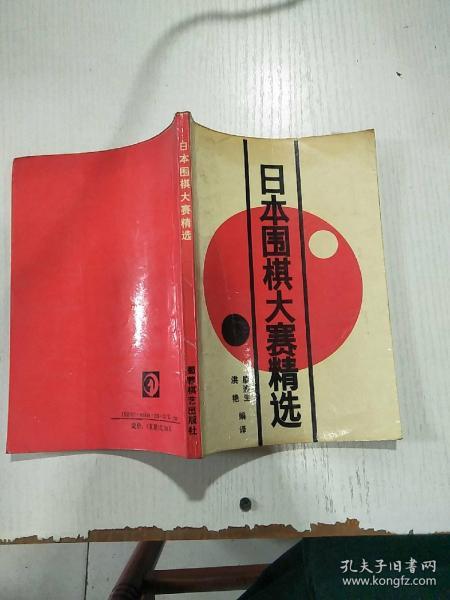 日本围棋大赛精选
洪艳
编译
日本围棋大赛精选
蜀蓉棋艺出版社
孔夫子旧书网
www.kongfz.com